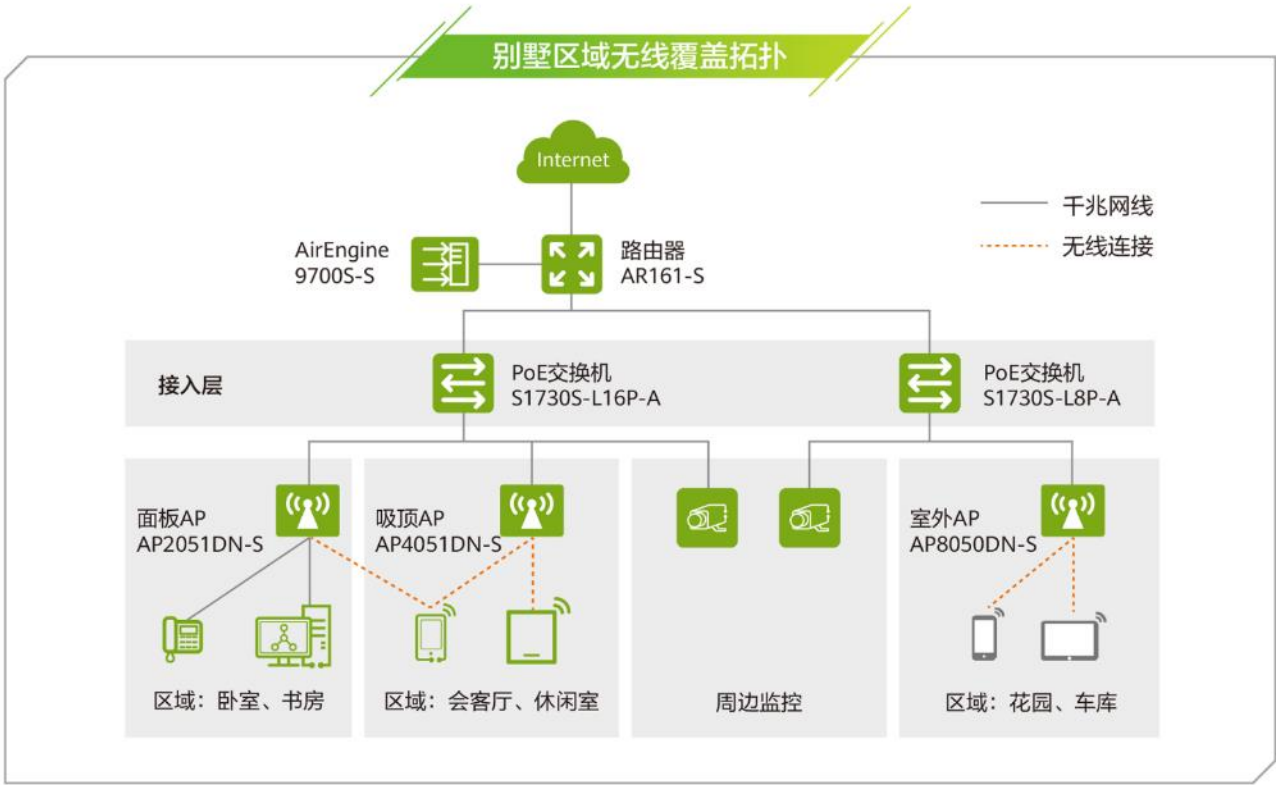 别墅区域无线覆盖拓扑
Internet
千兆网线
无线连接
AirEngine
9700S-S
路由器
AR161-S
接入层
PoE交换机
S1730S-L16P-A
PoE交换机
S1730S-L8P-A
面板AP
AP2051DN-S
吸顶AP
AP4051DN-S
室外AP
AP8050DN-S
区域：卧室、书房
区域：会客厅、休闲室
周边监控
区域：花园、车库